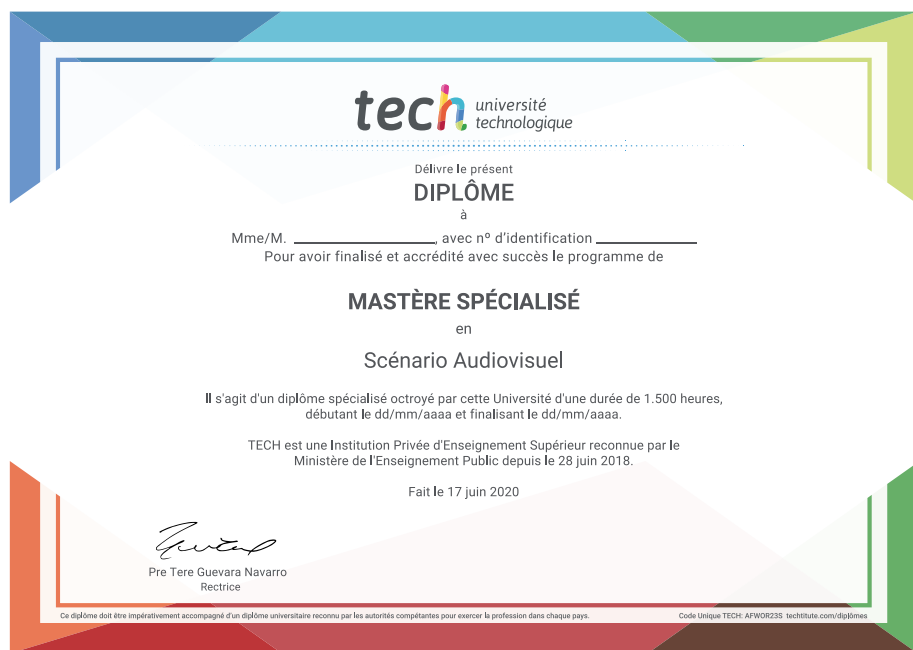 tech université
technologique
Délivre le présent
DIPLÔME
à
Mme/M. ____________, avec nº d'identification ____________
Pour avoir finalisé et accrédité avec succès le programme de
MASTÈRE SPÉCIALISÉ
en
Scénario Audiovisuel
Il s'agit d'un diplôme spécialisé octroyé par cette Université d'une durée de 1.500 heures,
débutant le dd/mm/aaaa et finalisant le dd/mm/aaaa.
TECH est une Institution Privée d'Enseignement Supérieur reconnue par le
Ministère de l'Enseignement Public depuis le 28 juin 2018.
Fait le 17 juin 2020
Pre Tere Guevara Navarro
Rectrice
Ce diplôme doit être impérativement accompagné d'un diplôme universitaire reconnu par les autorités compétantes pour exercer la profession dans chaque pays.
Code Unique TECH: AFWOR23S techtitute.com/diplômes